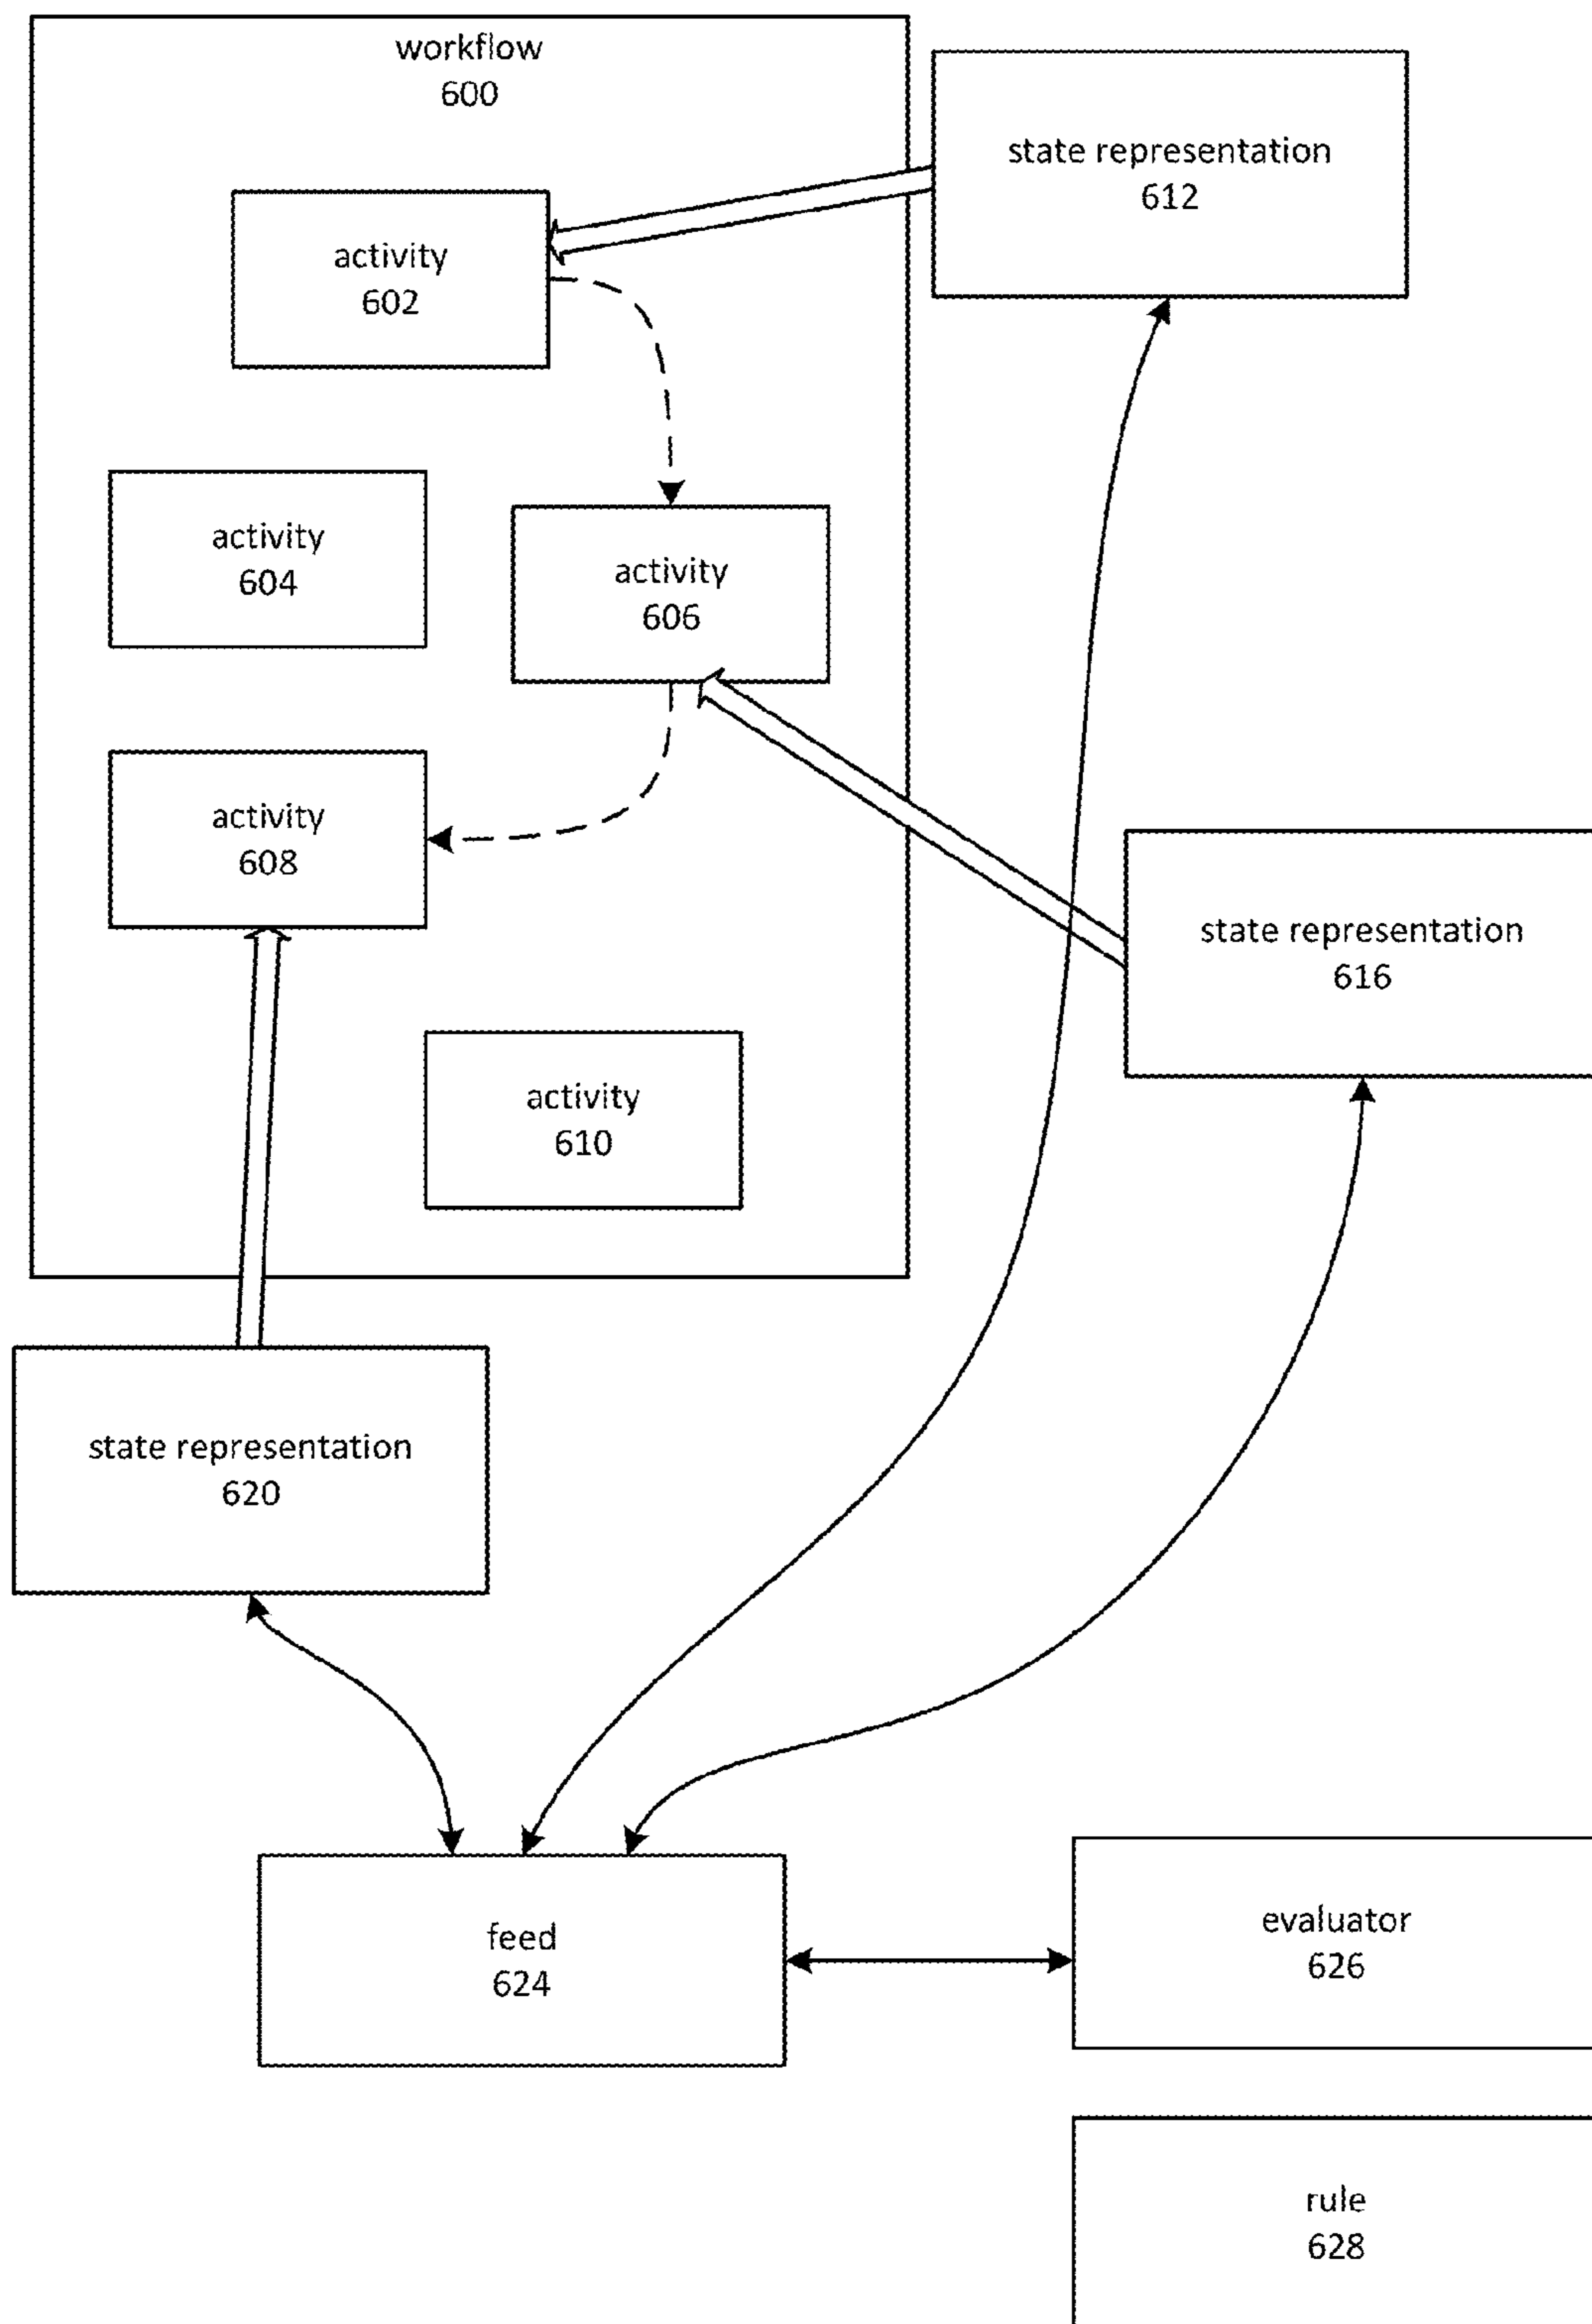 workflow
600
state representation
612
activity
602
activity
604
activity
606
activity
608
state representation
616
activity
610
state representation
620
feed
624
evaluator
626
rule
628